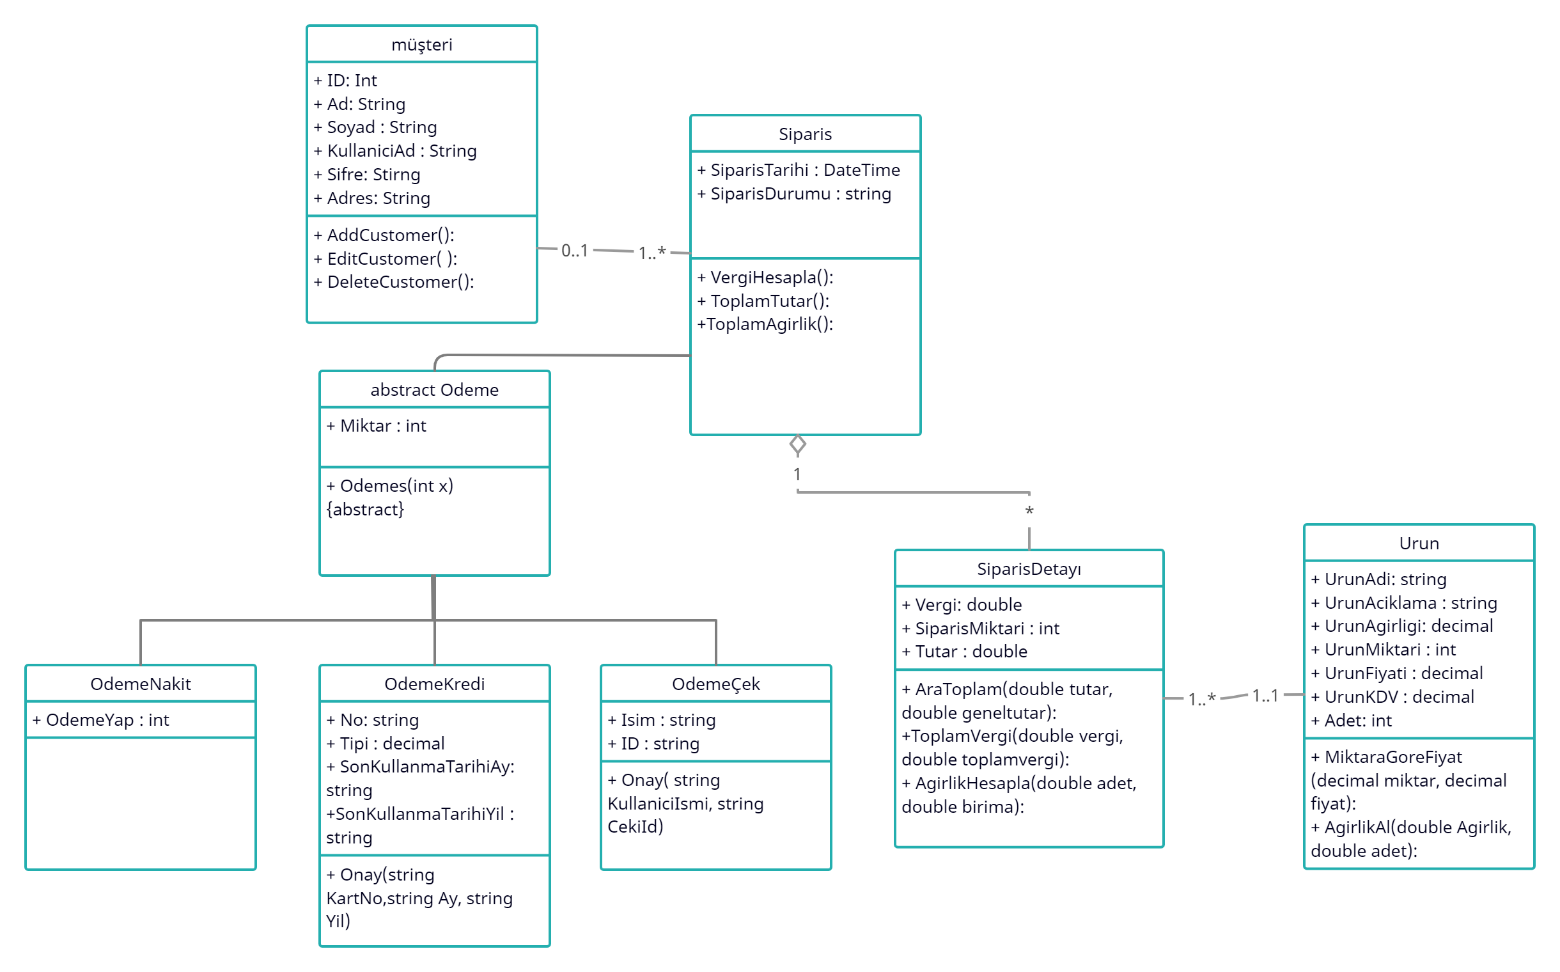 müşteri
+ ID: Int
+ Ad: String
+ Soyad : String
+ KullaniciAd : String
+ Sifre: Stirng
+ Adres: String
+ AddCustomer():
+ EditCustomer( ):
+ DeleteCustomer():
0..1
1..*
Siparis
+ SiparisTarihi : DateTime
+ SiparisDurumu : string
+ VergiHesapla():
+ ToplamTutar():
+ToplamAgirlik():
abstract Odeme
+ Miktar : int
+ Odemes(int x)
{abstract}
1
*
OdemeNakit
+ OdemeYap : int
OdemeKredi
+ No: string
+ Tipi : decimal
+ SonKullanmaTarihiAy:
string
+SonKullanmaTarihiYil :
string
+ Onay(string
KartNo,string Ay, string
Yil)
OdemeÇek
+ Isim : string
+ ID : string
+ Onay( string
KullaniciIsmi, string
CekiId)
SiparisDetayı
+ Vergi: double
+ SiparisMiktari : int
+ Tutar : double
+ AraToplam(double tutar,
double geneltutar):
+ToplamVergi(double vergi,
double toplamvergi):
+ AgirlikHesapla(double adet,
double birima):
1..*
1..1
Urun
+ UrunAdi: string
+ UrunAciklama : string
+ UrunAgirligi: decimal
+ UrunMiktari : int
+ UrunFiyati : decimal
+ UrunKDV : decimal
+ Adet: int
+ MiktaraGoreFiyat
(decimal miktar, decimal
fiyat):
+ AgirlikAl(double Agirlik,
double adet):